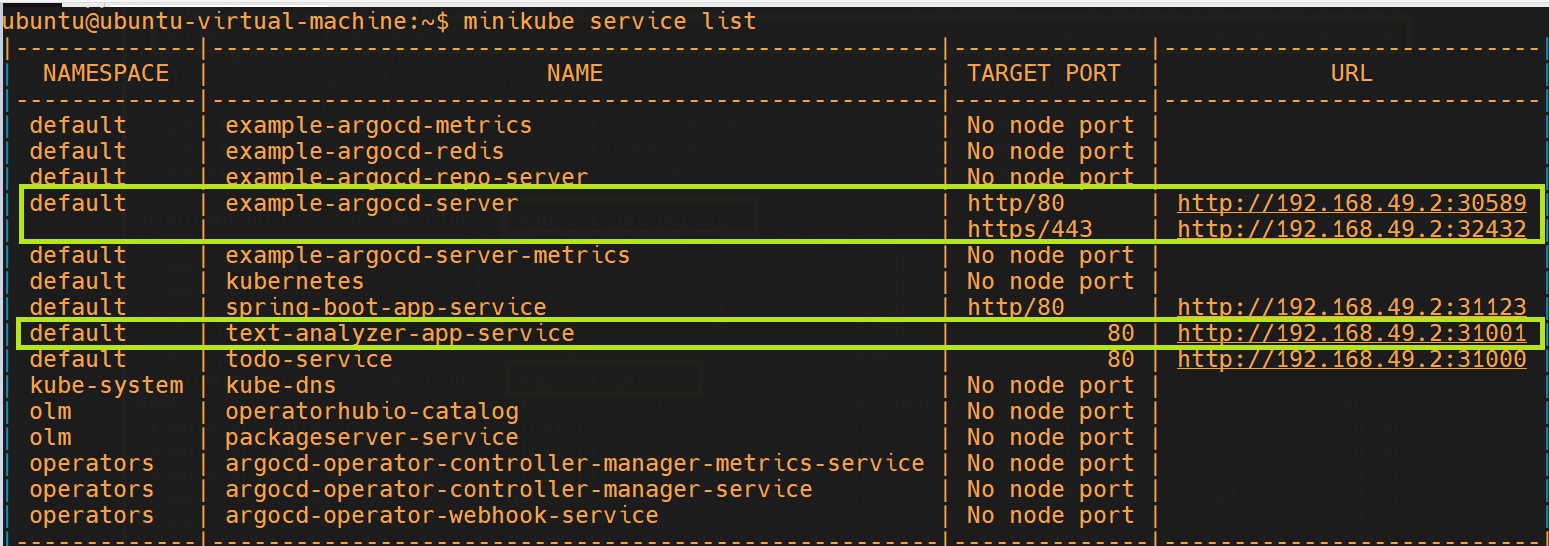 ubuntu@ubuntu-virtual-machine:~$ minikube service list
|-------------|----------------------------------------------------|--------------|---------------------------|
| NAMESPACE | NAME | TARGET PORT | URL |
|-------------|----------------------------------------------------|--------------|---------------------------|
| default | example-argocd-metrics | No node port |
| default | example-argocd-redis | No node port |
| default | example-argocd-repo-server | No node port |
| default | example-argocd-server | http/80 | http://192.168.49.2:30589
| | | https/443 | http://192.168.49.2:32432
| default | example-argocd-server-metrics | No node port |
| default | kubernetes | No node port |
| default | spring-boot-app-service | http/80 | http://192.168.49.2:31123
| default | text-analyzer-app-service | 80 | http://192.168.49.2:31001
| default | todo-service | 80 | http://192.168.49.2:31000
| kube-system | kube-dns | No node port |
| olm | operatorhubio-catalog | No node port |
| olm | packageserver-service | No node port |
| operators | argocd-operator-controller-manager-metrics-service | No node port |
| operators | argocd-operator-controller-manager-service | No node port |
| operators | argocd-operator-webhook-service | No node port |
|-------------|----------------------------------------------------|--------------|---------------------------|